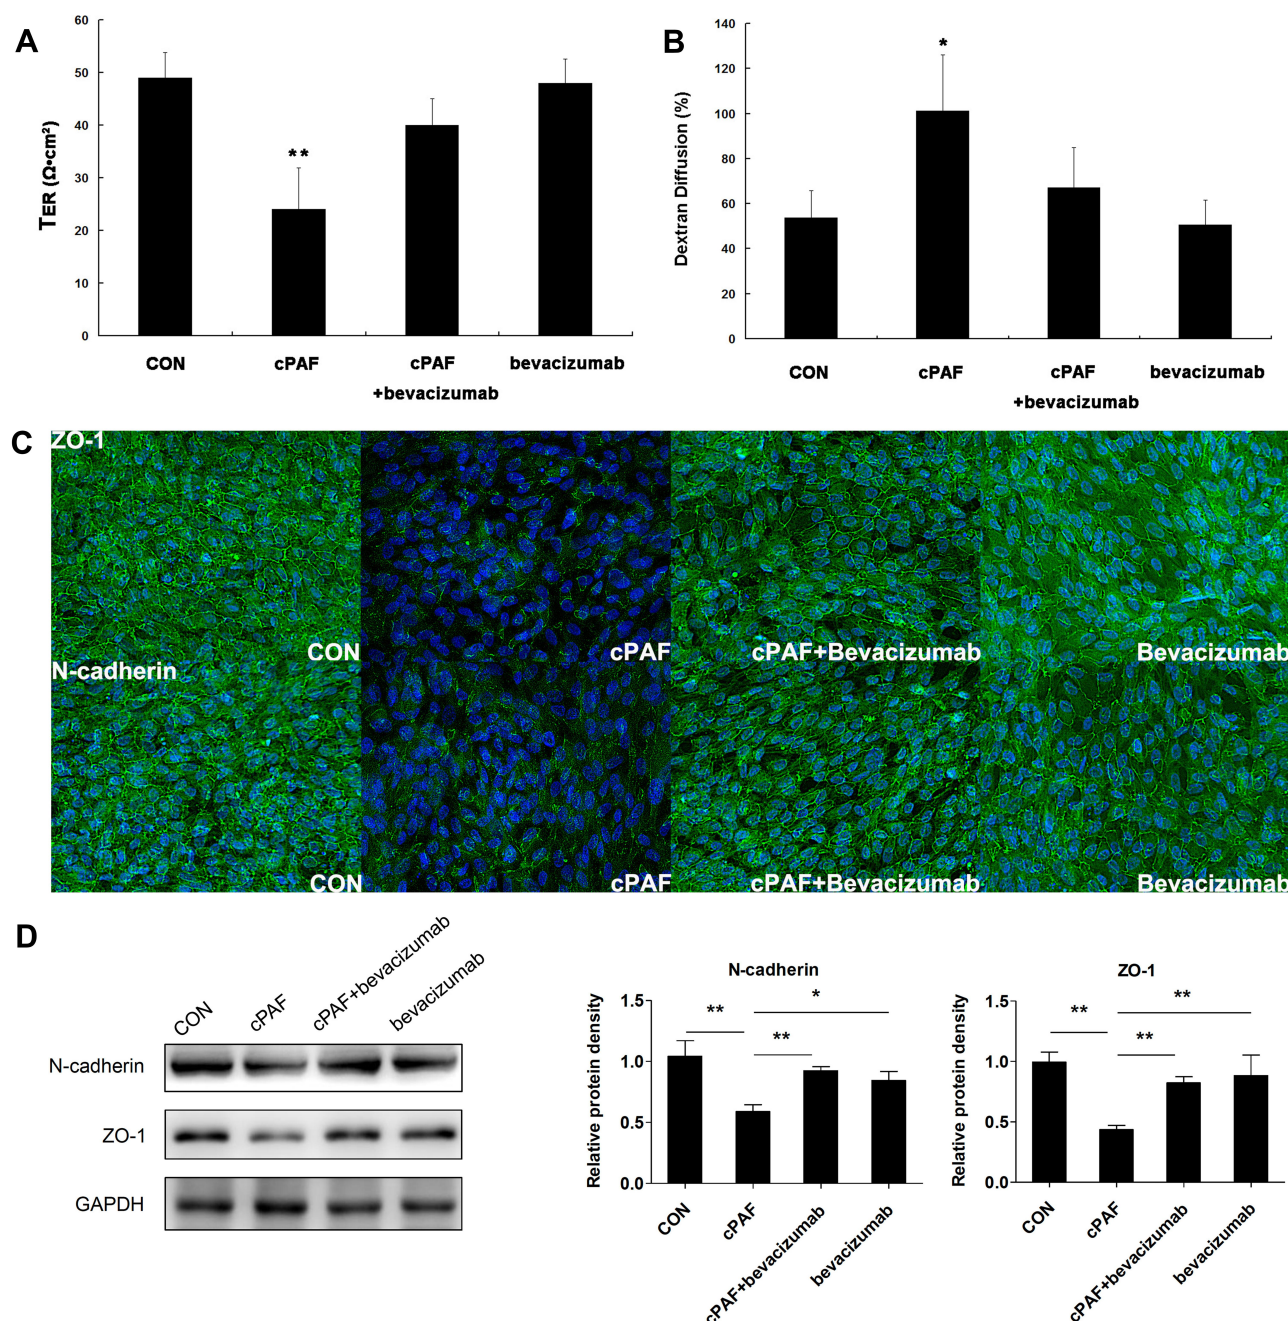 A
60
50
40
30
20
10
0
TER (Ω•cm²)
**
CON
cPAF
cPAF
+bevacizumab
bevacizumab
B
140
120
100
80
60
40
20
0
Dextran Diffusion (%)
*
CON
cPAF
cPAF
+bevacizumab
bevacizumab
C
ZO-1
CON
cPAF
cPAF+Bevacizumab
Bevacizumab
N-cadherin
CON
cPAF
cPAF+Bevacizumab
Bevacizumab
D
CON
cPAF
cPAF+bevacizumab
bevacizumab
N-cadherin
ZO-1
GAPDH
N-cadherin
Relative protein density
1.5
1.0
0.5
0.0
**
*
**
CON
cPAF
cPAF+bevacizumab
bevacizumab
ZO-1
Relative protein density
1.5
1.0
0.5
0.0
**
**
**
CON
cPAF
cPAF+bevacizumab
bevacizumab